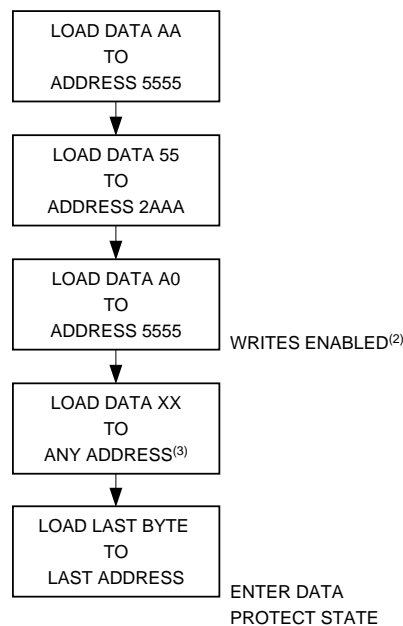 LOAD DATA AA
TO
ADDRESS 5555
LOAD DATA 55
TO
ADDRESS 2AAA
LOAD DATA A0
TO
ADDRESS 5555
WRITES ENABLED(2)
LOAD DATA XX
TO
ANY ADDRESS(3)
LOAD LAST BYTE
TO
LAST ADDRESS
ENTER DATA
PROTECT STATE